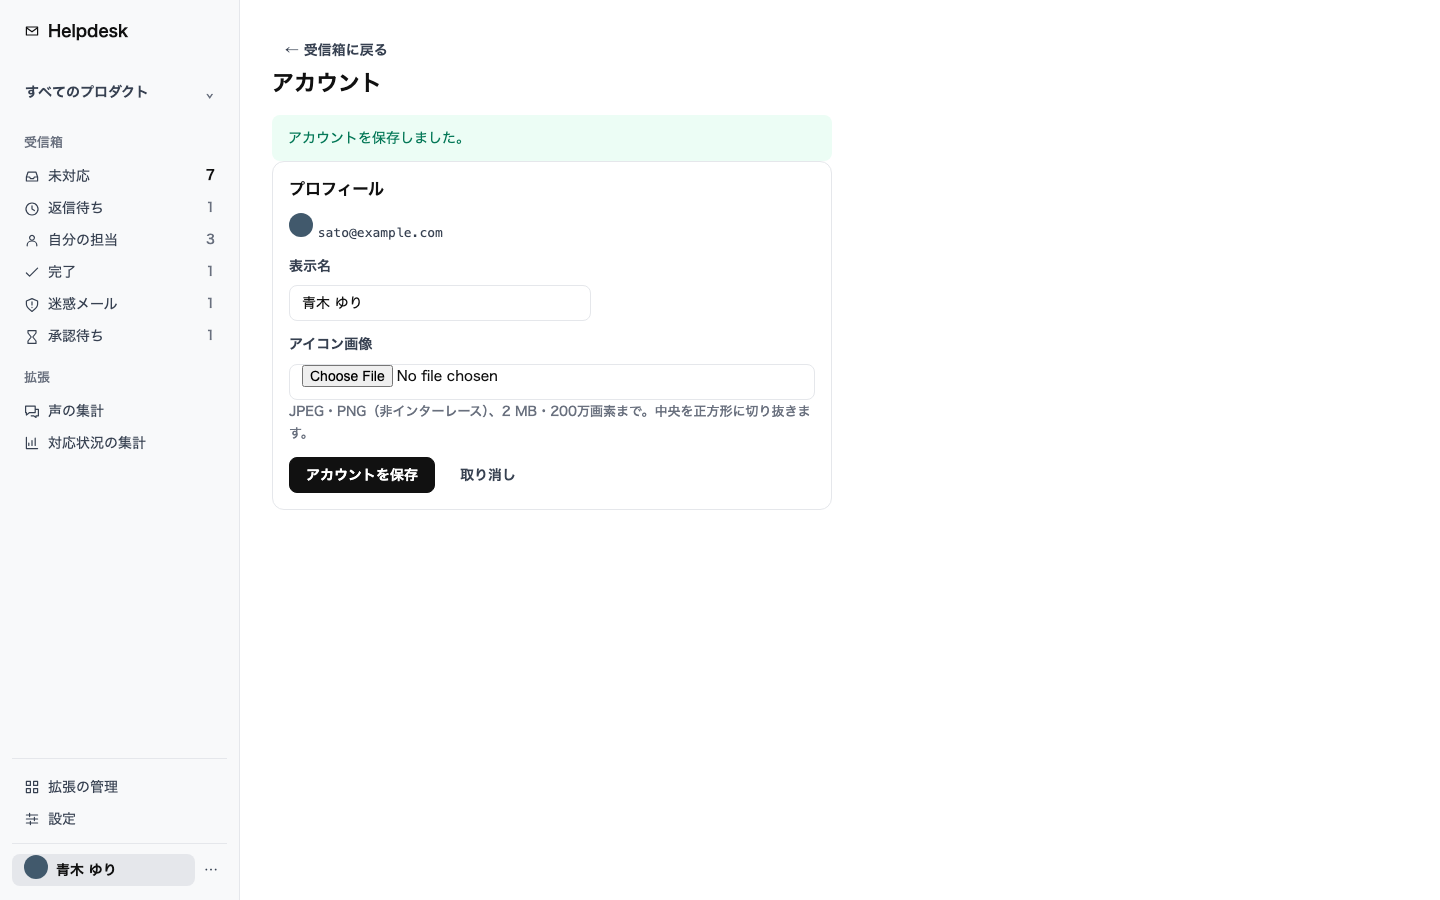 Helpdesk
すべてのプロダクト
受信箱
未対応 7
返信待ち 1
自分の担当 3
完了 1
迷惑メール 1
承認待ち 1
拡張
声の集計
対応状況の集計
拡張の管理
設定
青木 ゆり ...
← 受信箱に戻る
アカウント
アカウントを保存しました。
プロフィール
sato@example.com
表示名
青木 ゆり
アイコン画像
Choose File No file chosen
JPEG・PNG（非インターレース）、2 MB・200万画素まで。中央を正方形に切り抜きま
す。
アカウントを保存 取り消し